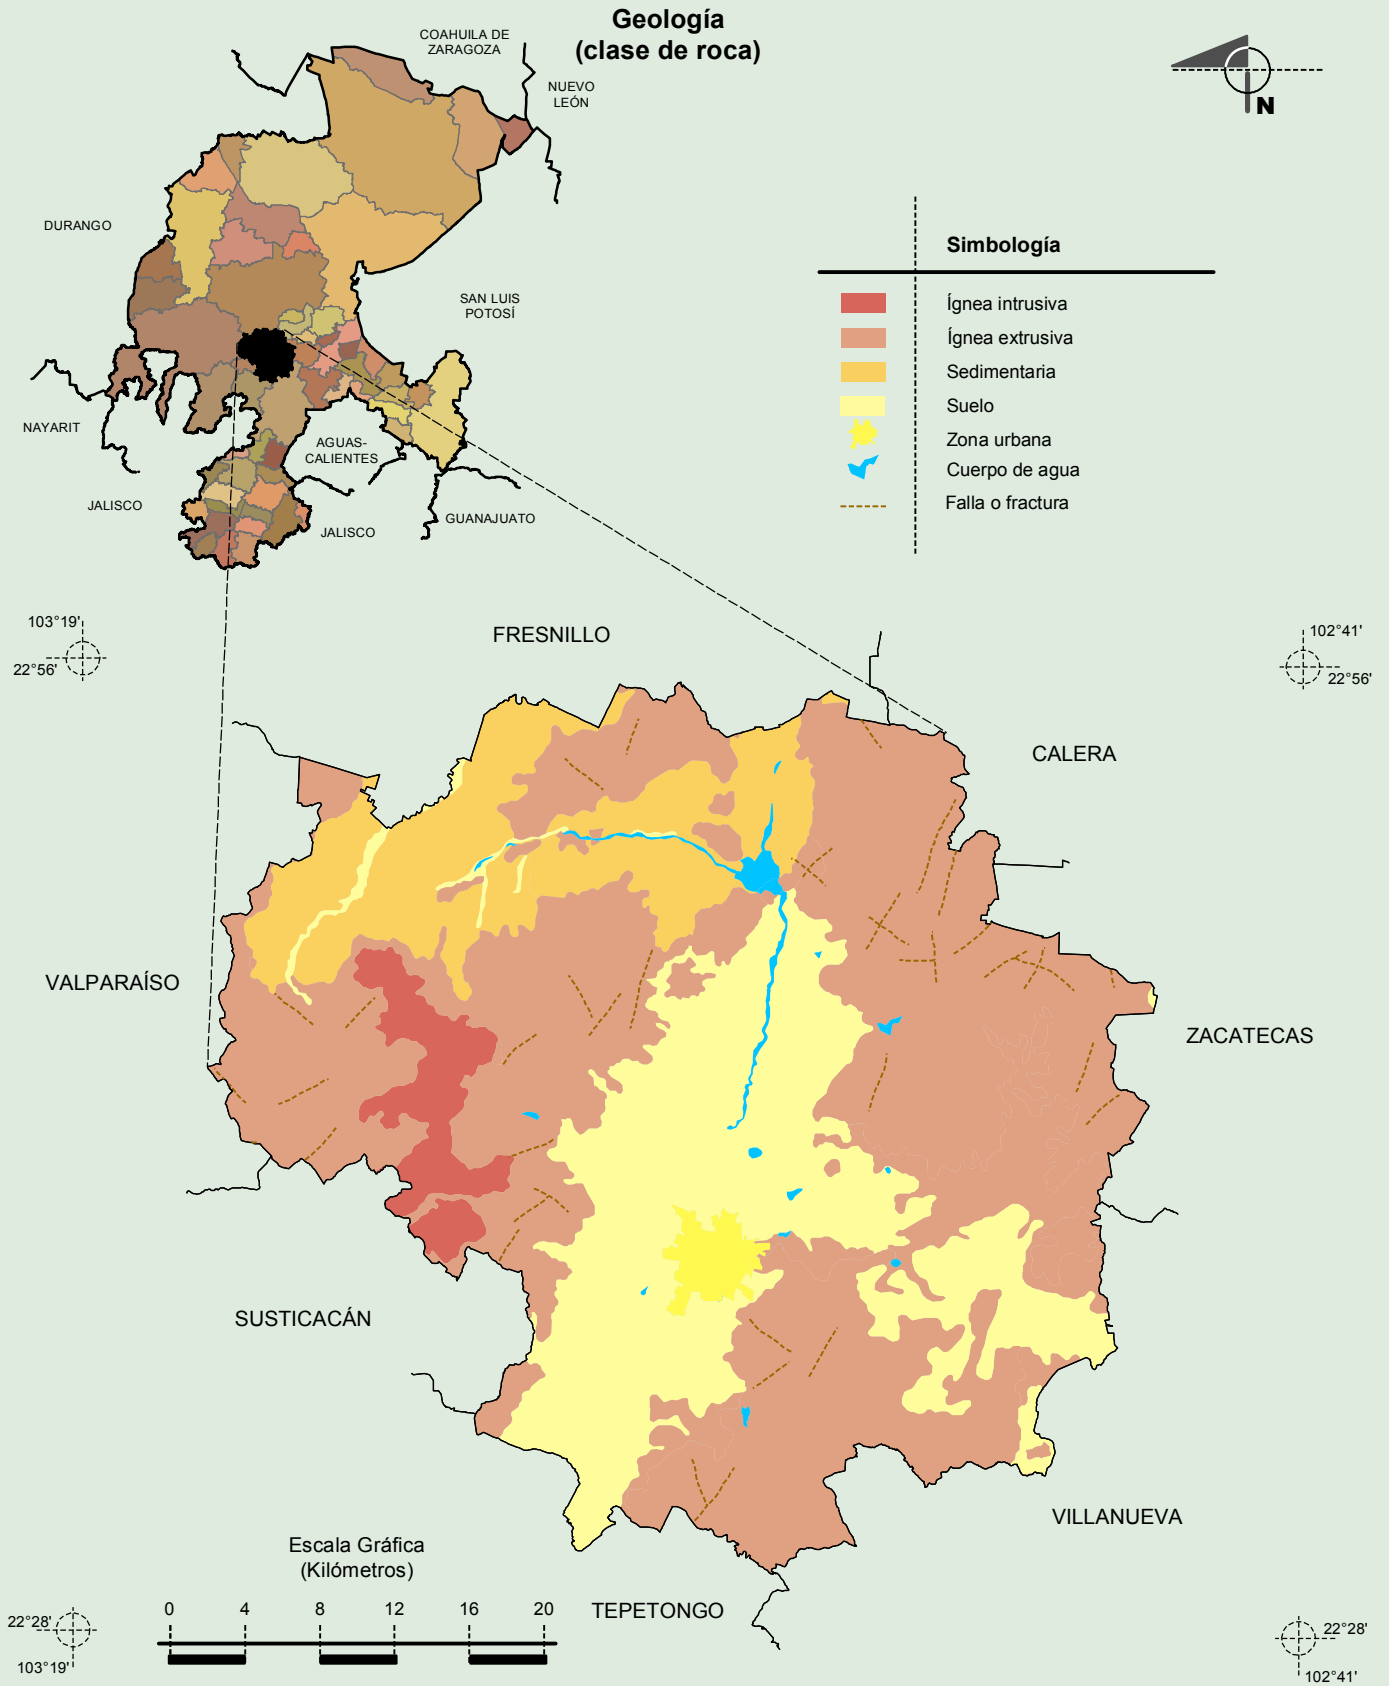 Geología
(clase de roca)
COAHUILA DE
ZARAGOZA
NUEVO
LEÓN
N
DURANGO
SAN LUIS
POTOSÍ
NAYARIT
AGUAS-
CALIENTES
JALISCO
JALISCO
GUANAJUATO
Simbología
Ígnea intrusiva
Ígnea extrusiva
Sedimentaria
Suelo
Zona urbana
Cuerpo de agua
Falla o fractura
103°19'
22°56'
102°41'
22°56'
FRESNILLO
CALERA
VALPARAÍSO
ZACATECAS
SUSTICACÁN
VILLANUEVA
TEPETONGO
Escala Gráfica
(Kilómetros)
0 4 8 12 16 20
22°28'
103°19'
22°28'
102°41'